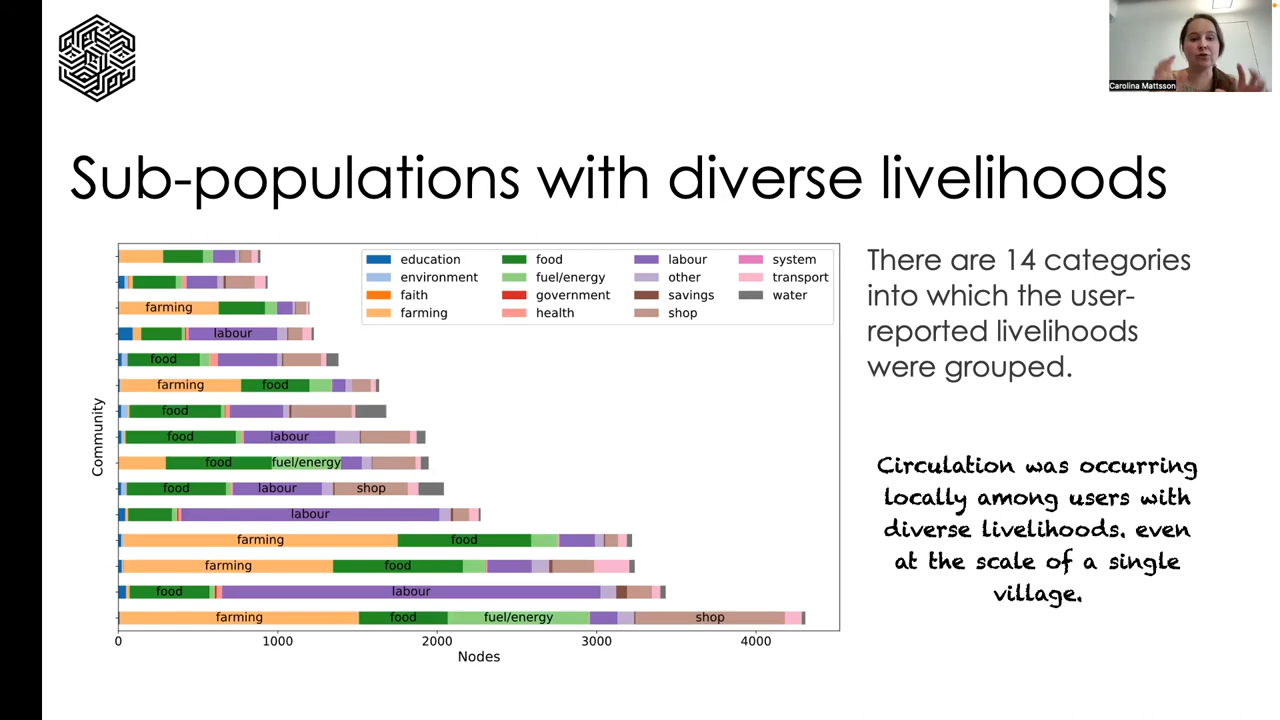 Carolina Mattsson
Sub-populations with diverse livelihoods
education
environment
faith
farming
food
fuel/energy
government
health
labour
other
savings
shop
system
transport
water
farming
labour
food
farming food
food
food labour
food fuel/energy
food labour shop
labour
farming food
farming food
food labour
farming food fuel/energy shop
Community
0 1000 2000 3000 4000
Nodes
There are 14 categories
into which the user-
reported livelihoods
were grouped.
Circulation was occurring
locally among users with
diverse livelihoods. even
at the scale of a single
village.